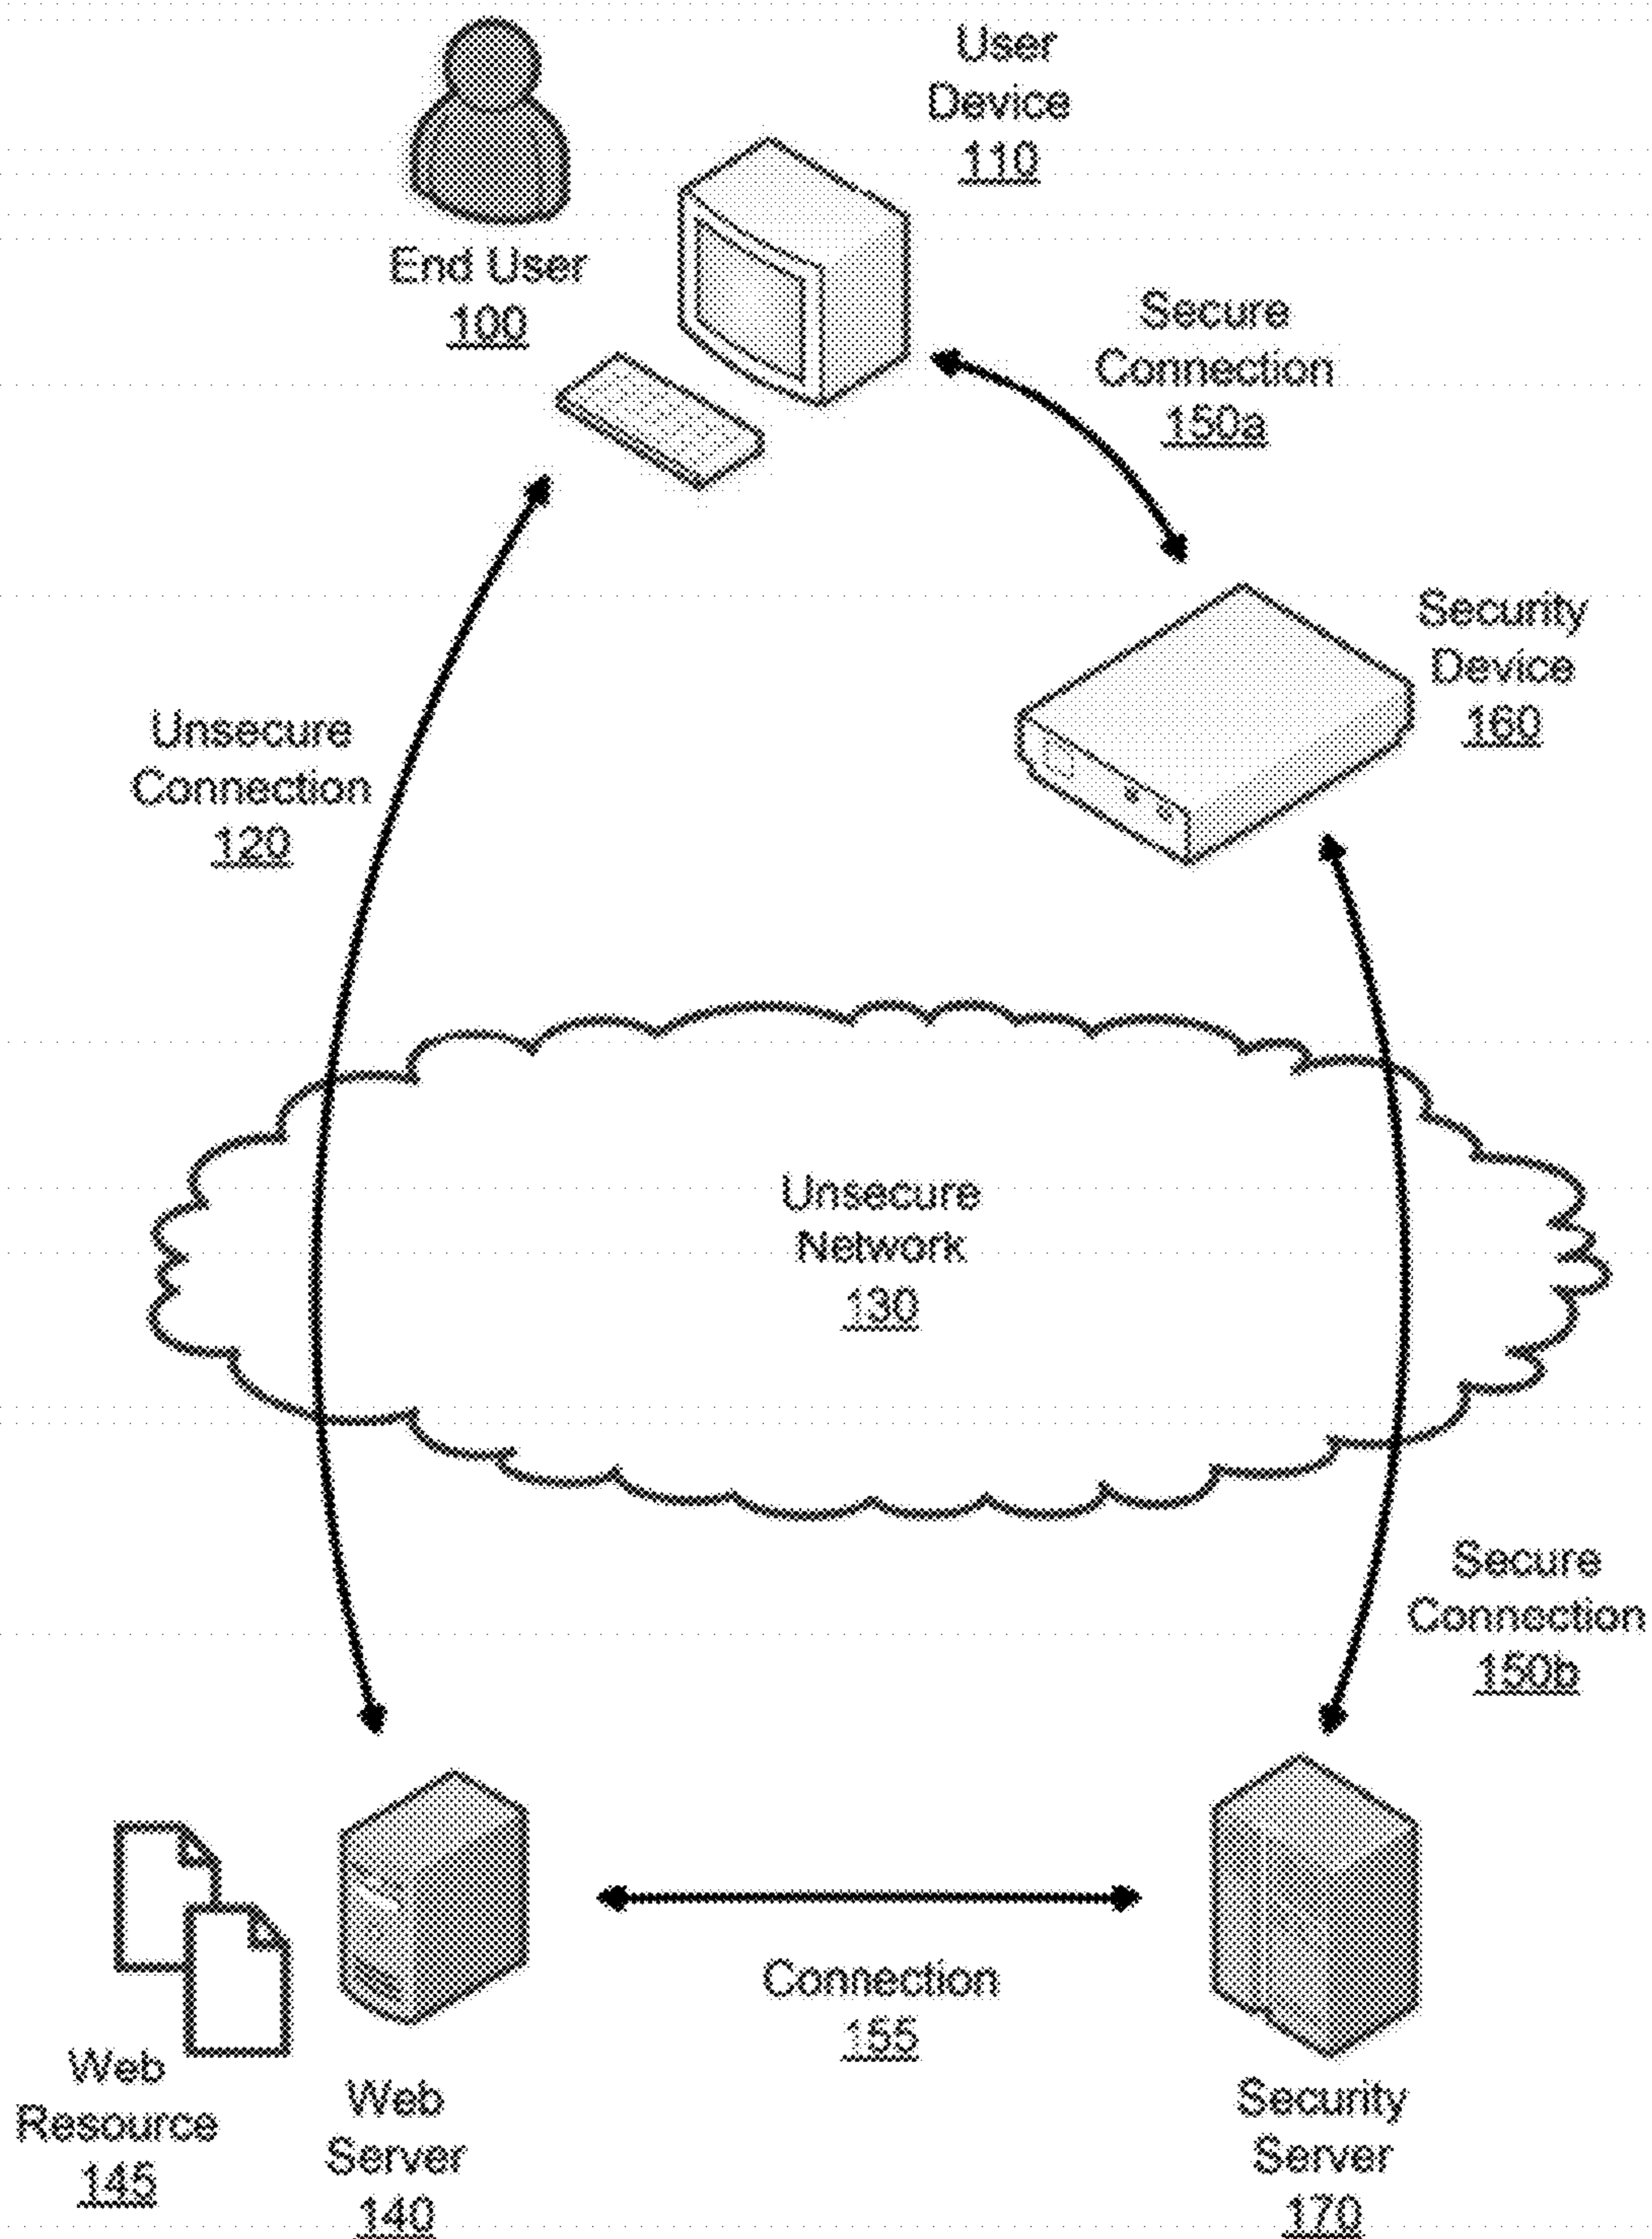 User
Device
110
End User
100
Secure
Connection
150a
Security
Device
160
Unsecure
Connection
120
Unsecure
Network
130
Secure
Connection
150b
Connection
155
Web
Resource
145
Web
Server
140
Security
Server
170